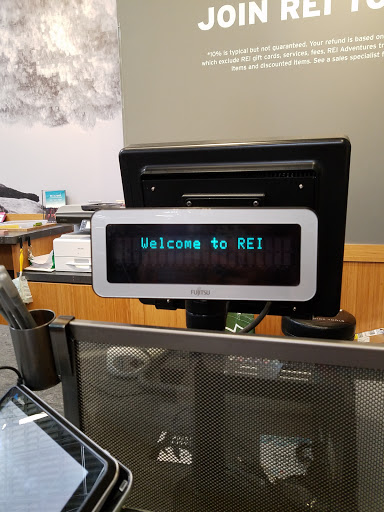 JOIN REI TO
*10% is typical but not guaranteed. Your refund is based on
which exclude REI gift cards, services, fees, REI Adventures
items and discounted items. See a sales specialist
Welcome to REI
FUJITSU